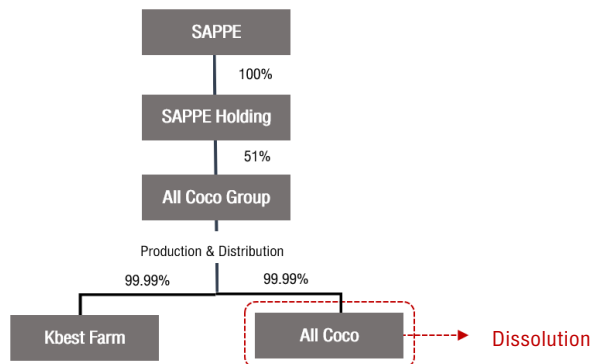 SAPPE
100%
SAPPE Holding
51%
All Coco Group
Production & Distribution
99.99%
99.99%
Kbest Farm
All Coco
Dissolution